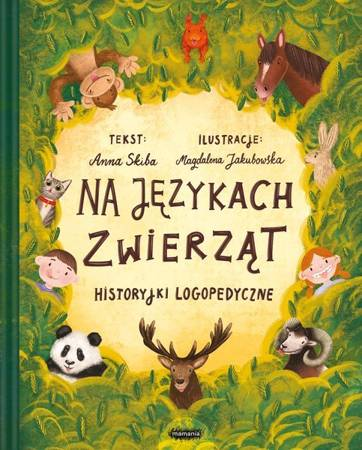 TEKST:
Anna Skiba
ILUSTRACJE:
Magdalena Jakubowska
NA JĘZYKACH
ZWIERZĄT
HISTORYJKI LOGOPEDYCZNE
mamania